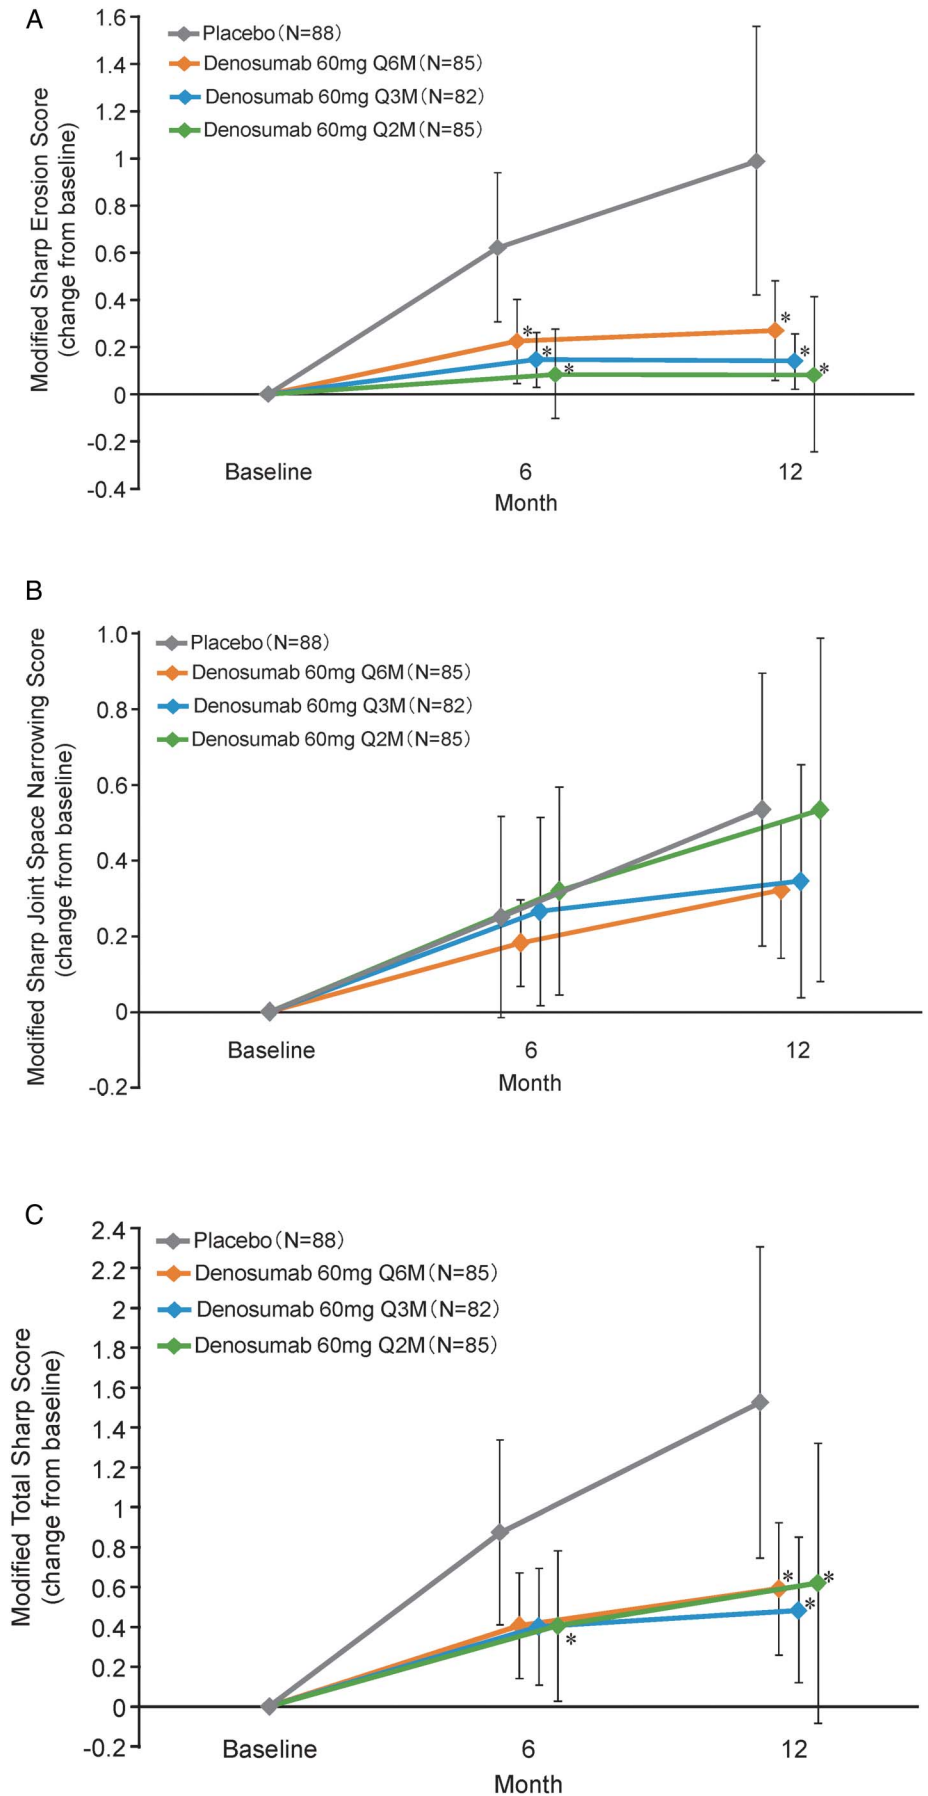 A
1.6
Placebo（N=88）
Denosumab 60mg Q6M（N=85）
Denosumab 60mg Q3M（N=82）
Denosumab 60mg Q2M（N=85）
1.4
1.2
1
0.8
0.6
0.4
0.2
0
-0.2
-0.4
Modified Sharp Erosion Score
(change from baseline)
*
*
*
*
*
*
Baseline
6
12
Month
B
1.0
Placebo（N=88）
Denosumab 60mg Q6M（N=85）
Denosumab 60mg Q3M（N=82）
Denosumab 60mg Q2M（N=85）
0.8
0.6
0.4
0.2
0
-0.2
Modified Sharp Joint Space Narrowing Score
(change from baseline)
Baseline
6
12
Month
C
2.4
Placebo（N=88）
Denosumab 60mg Q6M（N=85）
Denosumab 60mg Q3M（N=82）
Denosumab 60mg Q2M（N=85）
2.2
2
1.8
1.6
1.4
1.2
1
0.8
0.6
0.4
0.2
0
-0.2
Modified Total Sharp Score
(change from baseline)
*
*
*
*
Baseline
6
12
Month